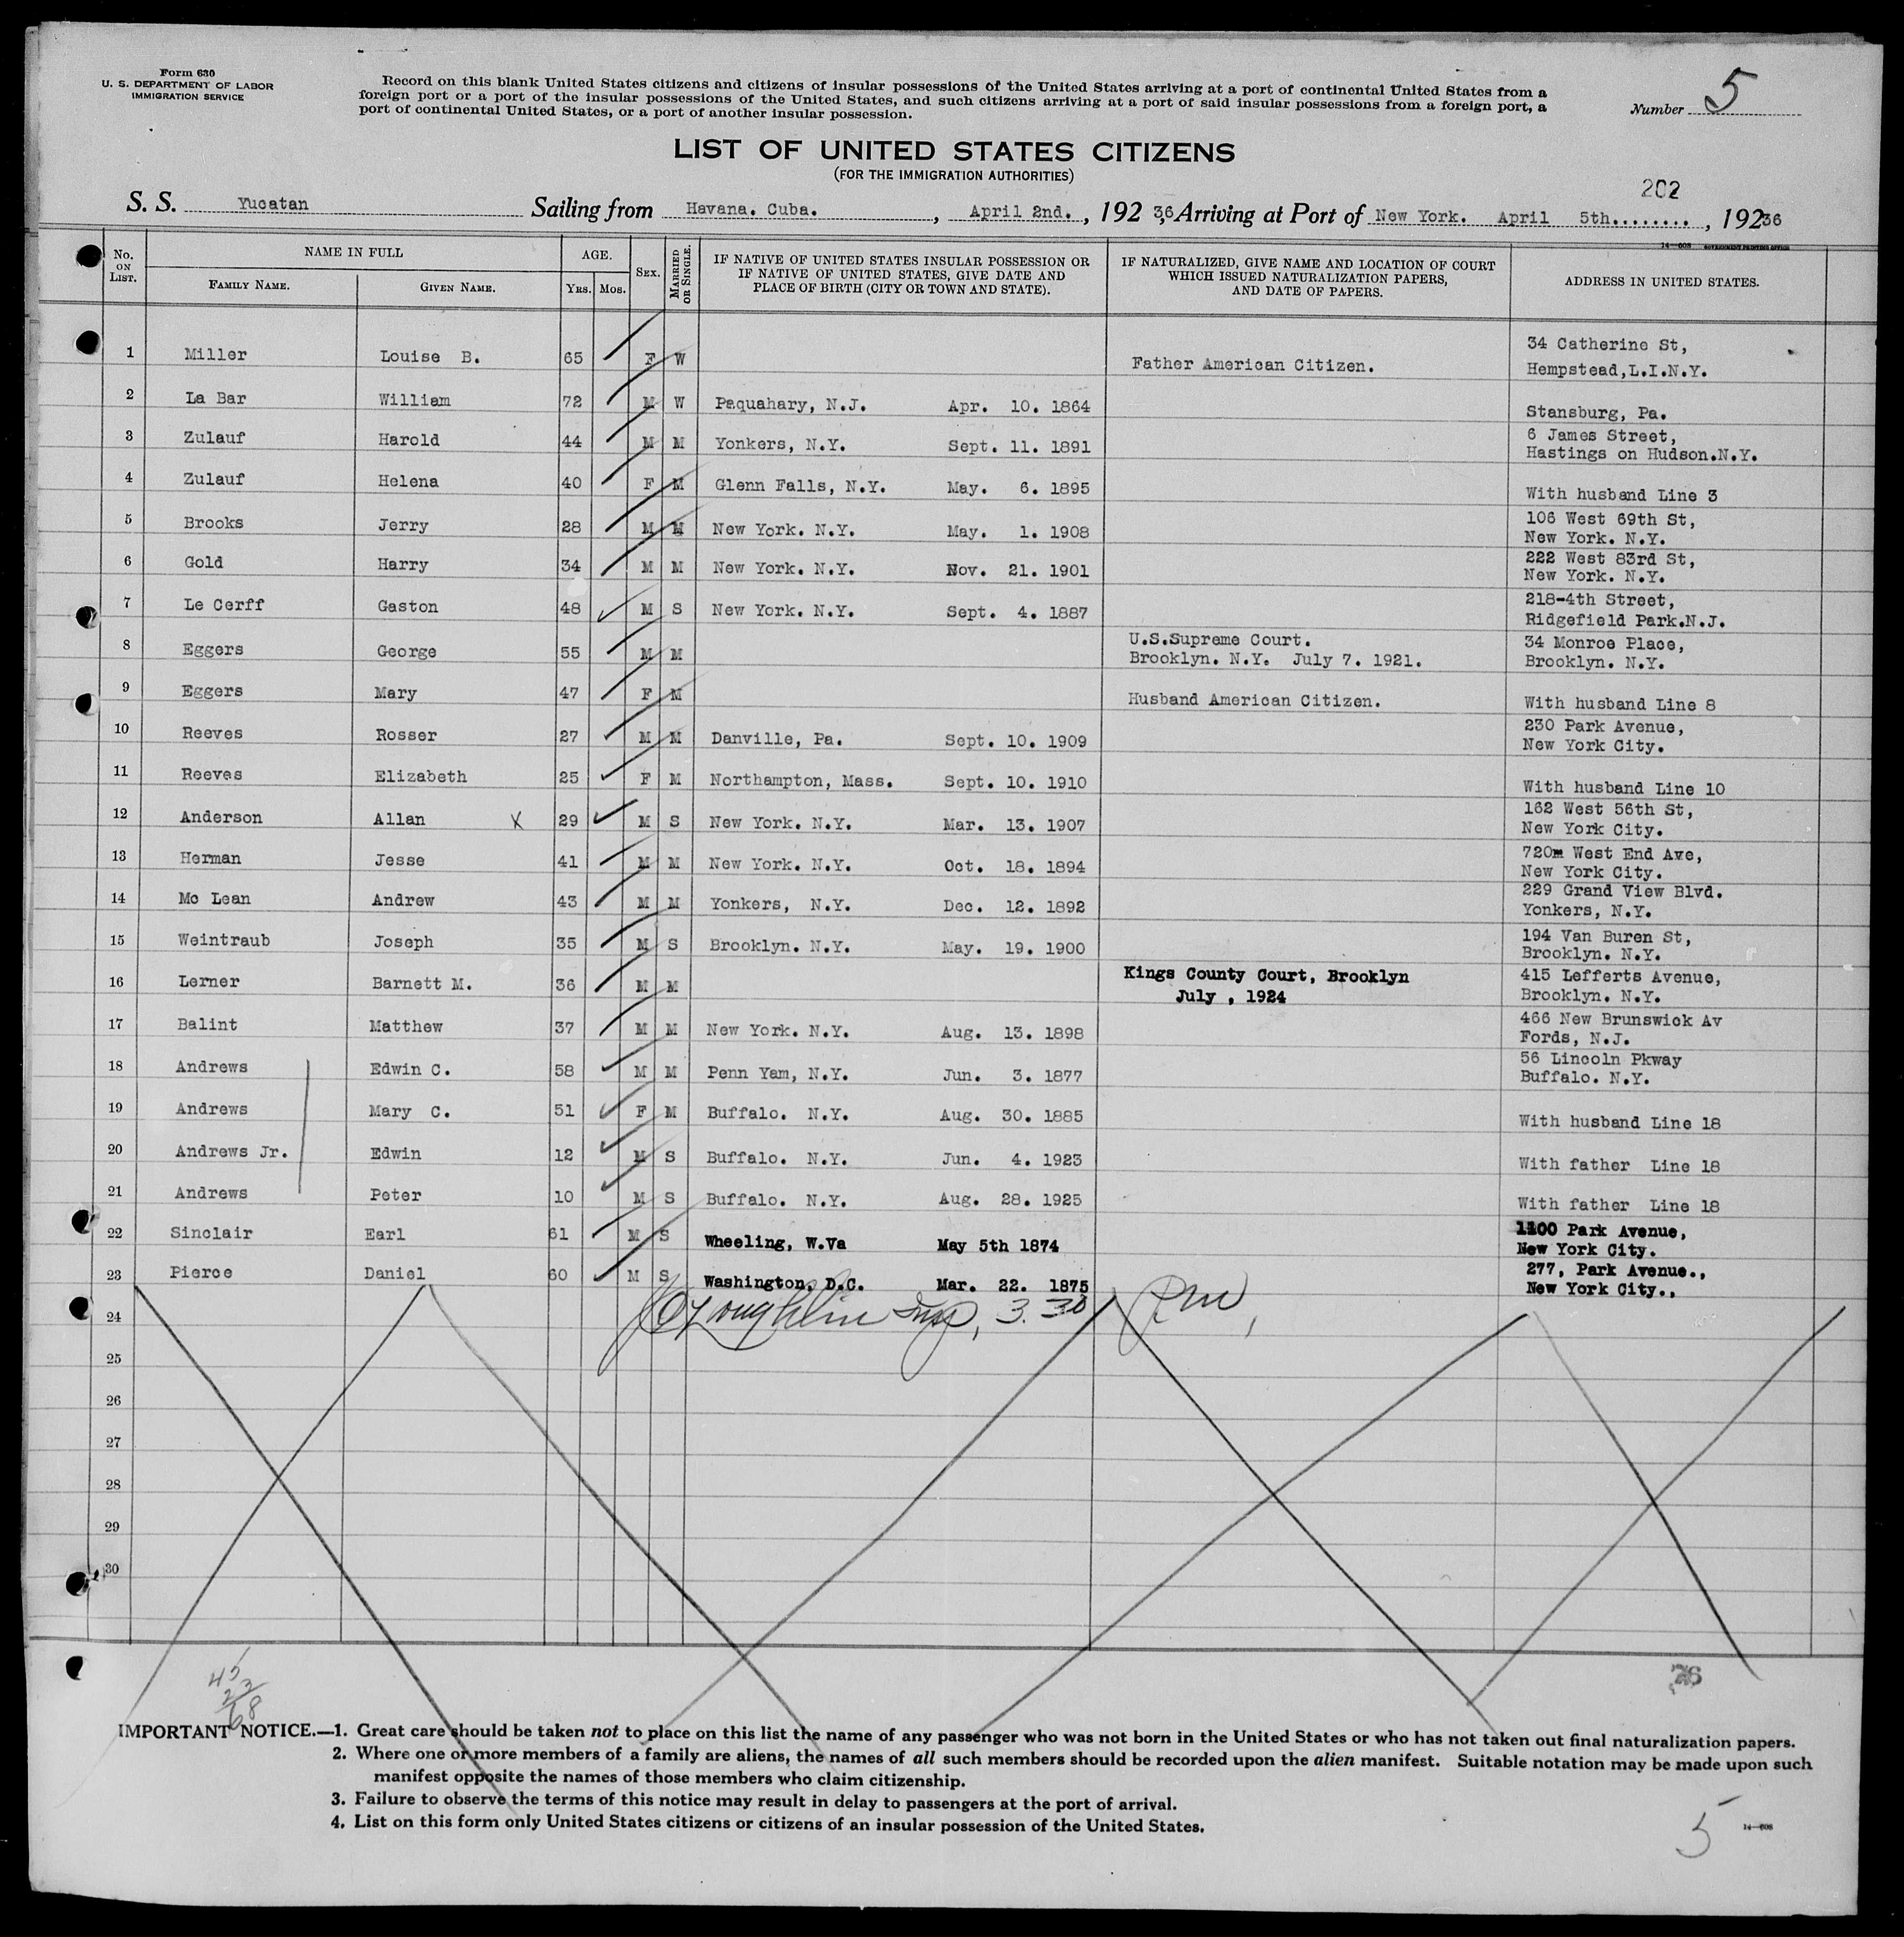 Form 630
U. S. DEPARTMENT OF LABOR
IMMIGRATION SERVICE
Record on this blank United States citizens and citizens of insular possessions of the United States arriving at a port of continental United States from a
foreign port or a port of the insular possessions of the United States, and such citizens arriving at a port of said insular possessions from a foreign port, a
port of continental United States, or a port of another insular possession.
Number 5
LIST OF UNITED STATES CITIZENS
(FOR THE IMMIGRATION AUTHORITIES)
202
S. S. Yucatan Sailing from Havana. Cuba. , April 2nd. , 192 36, Arriving at Port of New York. April 5th........ , 19236
14—608 GOVERNMENT PRINTING OFFICE
No. ON LIST. NAME IN FULL FAMILY NAME. GIVEN NAME. AGE. YRS. MOS. SEX. MARRIED OR SINGLE. IF NATIVE OF UNITED STATES INSULAR POSSESSION OR IF NATIVE OF UNITED STATES, GIVE DATE AND PLACE OF BIRTH (CITY OR TOWN AND STATE). IF NATURALIZED, GIVE NAME AND LOCATION OF COURT WHICH ISSUED NATURALIZATION PAPERS, AND DATE OF PAPERS. ADDRESS IN UNITED STATES.
1 Miller Louise B. 65 F W Father American Citizen. 34 Catherine St, Hempstead,L.I.N.Y.
2 La Bar William 72 M W Pequahary, N.J. Apr. 10. 1864 Stansburg, Pa.
3 Zulauf Harold 44 M M Yonkers, N.Y. Sept. 11. 1891 6 James Street, Hastings on Hudson.N.Y.
4 Zulauf Helena 40 F M Glenn Falls, N.Y. May. 6. 1895 With husband Line 3
5 Brooks Jerry 28 M M New York. N.Y. May. 1. 1908 106 West 69th St, New York. N.Y.
6 Gold Harry 34 M M New York. N.Y. Nov. 21. 1901 222 West 83rd St, New York. N.Y.
7 Le Cerff Gaston 48 M S New York. N.Y. Sept. 4. 1887 218-4th Street, Ridgefield Park.N.J.
8 Eggers George 55 M M U.S.Supreme Court. Brooklyn. N.Y. July 7. 1921. 34 Monroe Place, Brooklyn. N.Y.
9 Eggers Mary 47 F M Husband American Citizen. With husband Line 8
10 Reeves Rosser 27 M M Danville, Pa. Sept. 10. 1909 230 Park Avenue, New York City.
11 Reeves Elizabeth 25 F M Northampton, Mass. Sept. 10. 1910 With husband Line 10
12 Anderson Allan X 29 M S New York. N.Y. Mar. 13. 1907 162 West 56th St, New York City.
13 Herman Jesse 41 M M New York. N.Y. Oct. 18. 1894 720m West End Ave, New York City.
14 Mc Lean Andrew 43 M M Yonkers, N.Y. Dec. 12. 1892 229 Grand View Blvd. Yonkers, N.Y.
15 Weintraub Joseph 35 M S Brooklyn. N.Y. May. 19. 1900 194 Van Buren St, Brooklyn. N.Y.
16 Lerner Barnett M. 36 M M Kings County Court, Brooklyn July , 1924 415 Lefferts Avenue, Brooklyn. N.Y.
17 Balint Matthew 37 M M New York. N.Y. Aug. 13. 1898 466 New Brunswick Av Fords, N.J.
18 Andrews Edwin C. 58 M M Penn Yam, N.Y. Jun. 3. 1877 56 Lincoln Pkway Buffalo. N.Y.
19 Andrews Mary C. 51 F M Buffalo. N.Y. Aug. 30. 1885 With husband Line 18
20 Andrews Jr. Edwin 12 M S Buffalo. N.Y. Jun. 4. 1923 With father Line 18
21 Andrews Peter 10 M S Buffalo. N.Y. Aug. 28. 1925 With father Line 18
22 Sinclair Earl 61 M S Wheeling, W.Va May 5th 1874 1100 Park Avenue, New York City.
23 Pierce Daniel 60 M S Washington, D.C. Mar. 22. 1875 277, Park Avenue., New York City.,
24 3.30
25
26
27
28
29
30
45
23
68
76
IMPORTANT NOTICE.—1. Great care should be taken not to place on this list the name of any passenger who was not born in the United States or who has not taken out final naturalization papers.
2. Where one or more members of a family are aliens, the names of all such members should be recorded upon the alien manifest. Suitable notation may be made upon such
manifest opposite the names of those members who claim citizenship.
3. Failure to observe the terms of this notice may result in delay to passengers at the port of arrival.
4. List on this form only United States citizens or citizens of an insular possession of the United States.
5
14—608